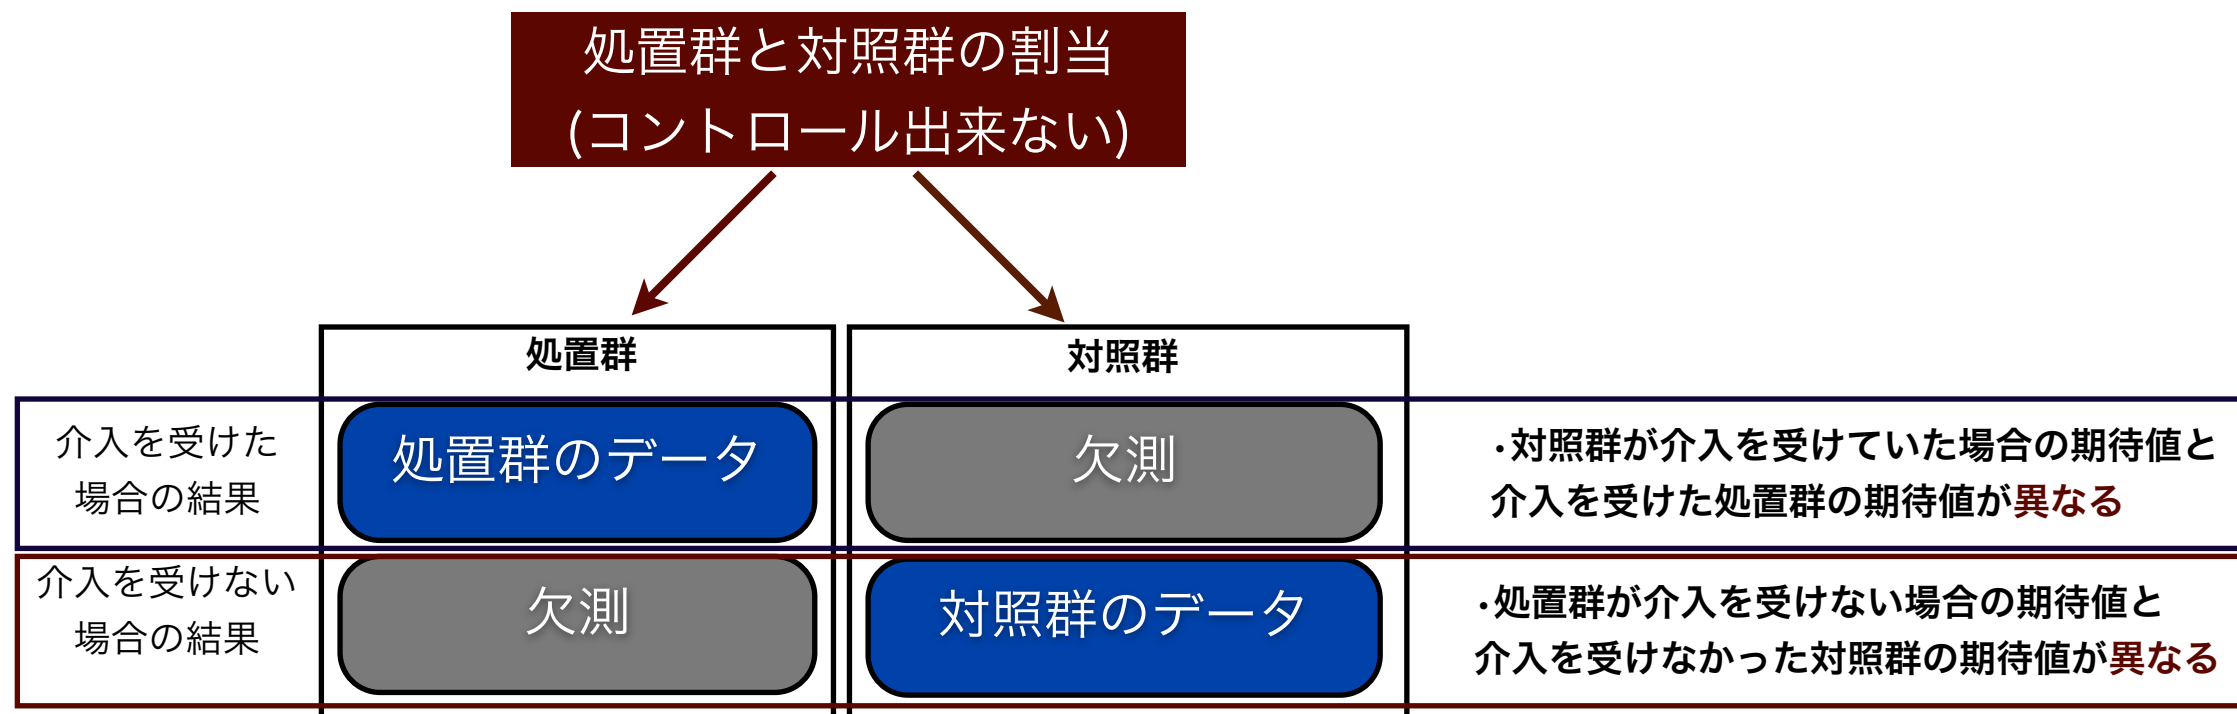 処置群と対照群の割当
(コントロール出来ない)
処置群
対照群
介入を受けた
場合の結果
処置群のデータ
欠測
・対照群が介入を受けていた場合の期待値と
介入を受けた処置群の期待値が異なる
介入を受けない
場合の結果
欠測
対照群のデータ
・処置群が介入を受けない場合の期待値と
介入を受けなかった対照群の期待値が異なる